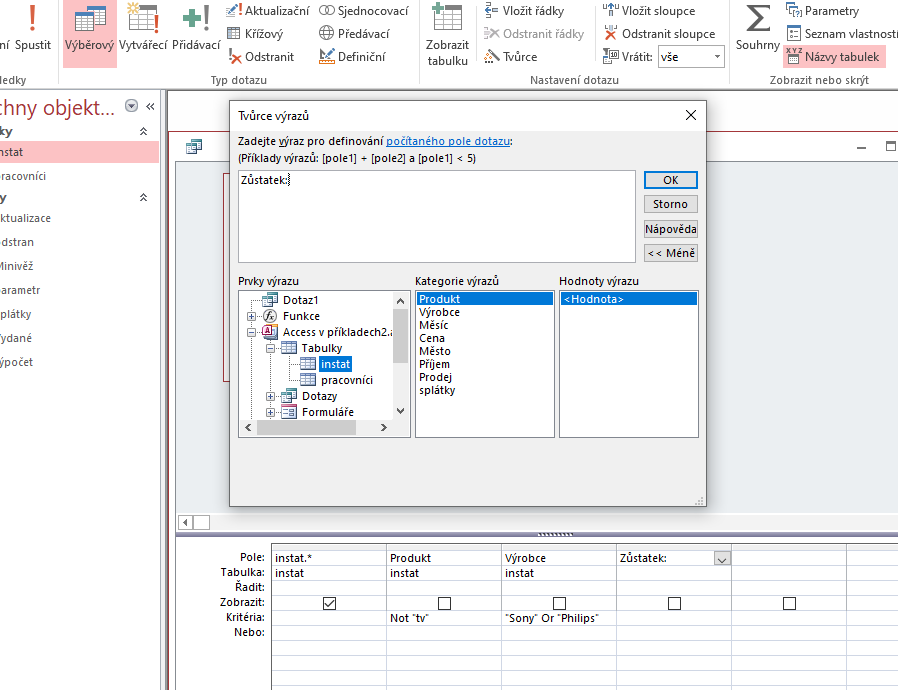 ní Spustit
Výběrový Vytvářecí Přidávací
Aktualizační
Křížový
Odstranit
Sjednocovací
Předávací
Definiční
Typ dotazu
Zobrazit
tabulku
Vložit řádky
Odstranit řádky
Tvůrce
Vložit sloupce
Odstranit sloupce
Vrátit: vše
Nastavení dotazu
Souhrny
Parametry
Seznam vlastností
Názvy tabulek
Zobrazit nebo skrýt
ledky
chny objekt... «
ky
instat
racovníci
y
ktualizace
dstran
Minivěž
arametr
plátky
ydané
ýpočet
Tvůrce výrazů
Zadejte výraz pro definování počítaného pole dotazu:
(Příklady výrazů: [pole1] + [pole2] a [pole1] < 5)
Zůstatek:
OK
Storno
Nápověda
<< Méně
Prvky výrazu
Dotaz1
Funkce
Access v příkladech2.a
Tabulky
instat
pracovníci
Dotazy
Formuláře
Kategorie výrazů
Produkt
Výrobce
Měsíc
Cena
Město
Příjem
Prodej
splátky
Hodnoty výrazu
<Hodnota>
Pole: instat.* Produkt Výrobce Zůstatek:
Tabulka: instat instat instat
Řadit:
Zobrazit:
Kritéria: Not "tv" "Sony" Or "Philips"
Nebo: